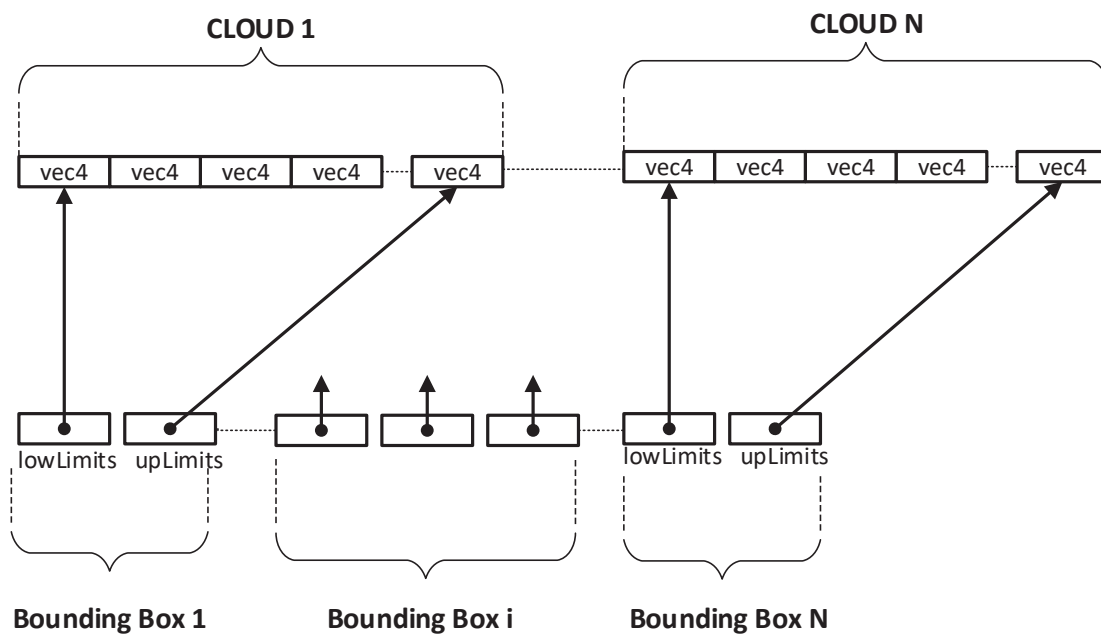 CLOUD 1
CLOUD N
vec4 vec4 vec4 vec4 vec4
vec4 vec4 vec4 vec4 vec4
lowLimits upLimits
lowLimits upLimits
Bounding Box 1
Bounding Box i
Bounding Box N